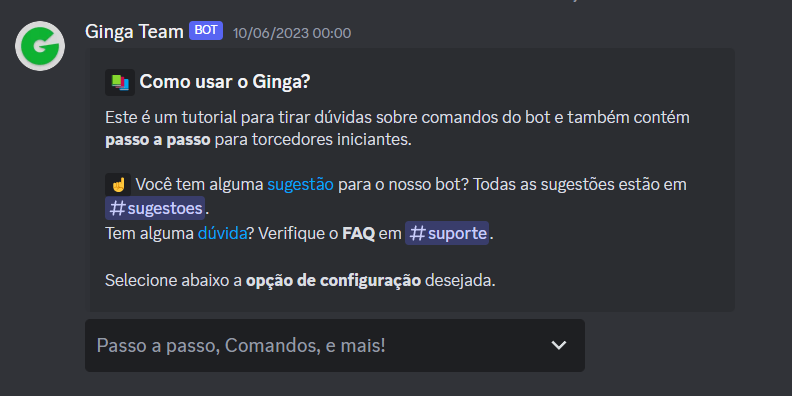 Ginga Team BOT 10/06/2023 00:00
Como usar o Ginga?
Este é um tutorial para tirar dúvidas sobre comandos do bot e também contém
passo a passo para torcedores iniciantes.
Você tem alguma sugestão para o nosso bot? Todas as sugestões estão em
#sugestoes.
Tem alguma dúvida? Verifique o FAQ em #suporte.
Selecione abaixo a opção de configuração desejada.
Passo a passo, Comandos, e mais!